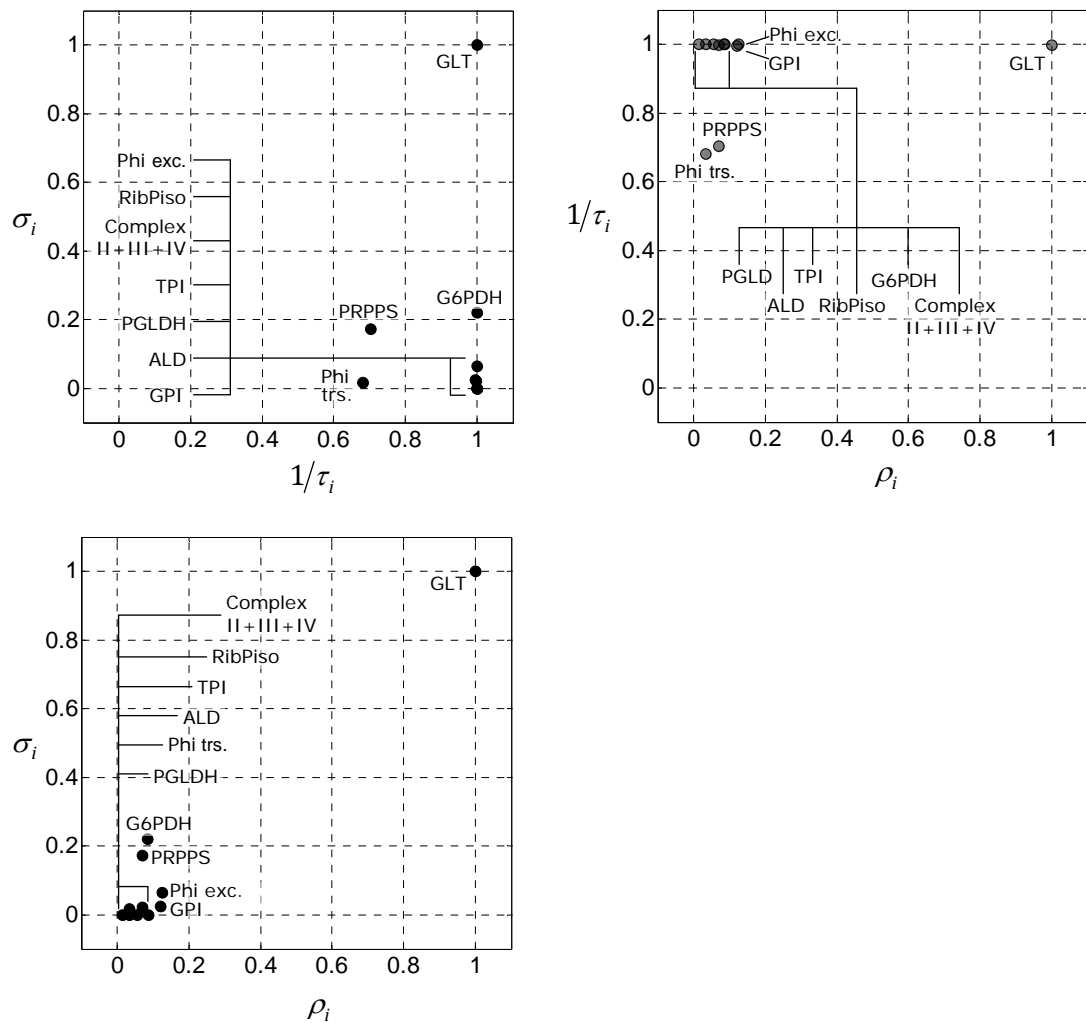 1
GLT
0.8
Phi exc.
0.6
RibPiso
σi
Complex
II+III+IV
0.4
TPI
PGLDH
0.2
PRPPS
G6PDH
ALD
Phi
trs.
0
GPI
0 0.2 0.4 0.6 0.8 1
1/τi
1
Phi exc.
GPI
GLT
0.8
PRPPS
Phi trs.
0.6
1/τi
0.4
PGLD
TPI
G6PDH
ALD
RibPiso
Complex
II+III+IV
0.2
0
0 0.2 0.4 0.6 0.8 1
ρi
1
GLT
Complex
II+III+IV
0.8
RibPiso
TPI
0.6
ALD
σi
Phi trs.
PGLDH
0.4
G6PDH
0.2
PRPPS
Phi exc.
GPI
0
0 0.2 0.4 0.6 0.8 1
ρi